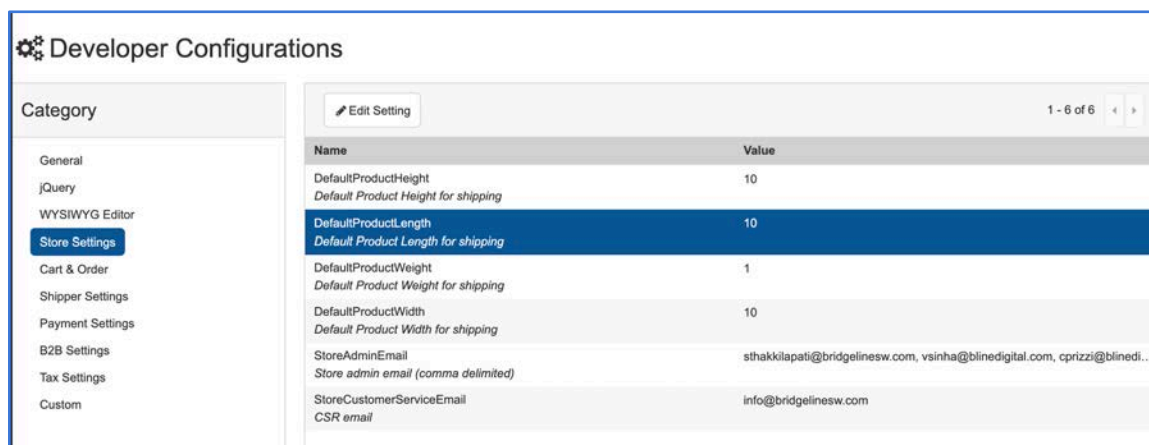 Developer Configurations
Category
General
jQuery
WYSIWYG Editor
Store Settings
Cart & Order
Shipper Settings
Payment Settings
B2B Settings
Tax Settings
Custom
Edit Setting
1 - 6 of 6
Name Value
DefaultProductHeight 10
Default Product Height for shipping
DefaultProductLength 10
Default Product Length for shipping
DefaultProductWeight 1
Default Product Weight for shipping
DefaultProductWidth 10
Default Product Width for shipping
StoreAdminEmail sthakkilapati@bridgelinesw.com, vsinha@blinedigital.com, cprizzi@blinedi...
Store admin email (comma delimited)
StoreCustomerServiceEmail info@bridgelinesw.com
CSR email